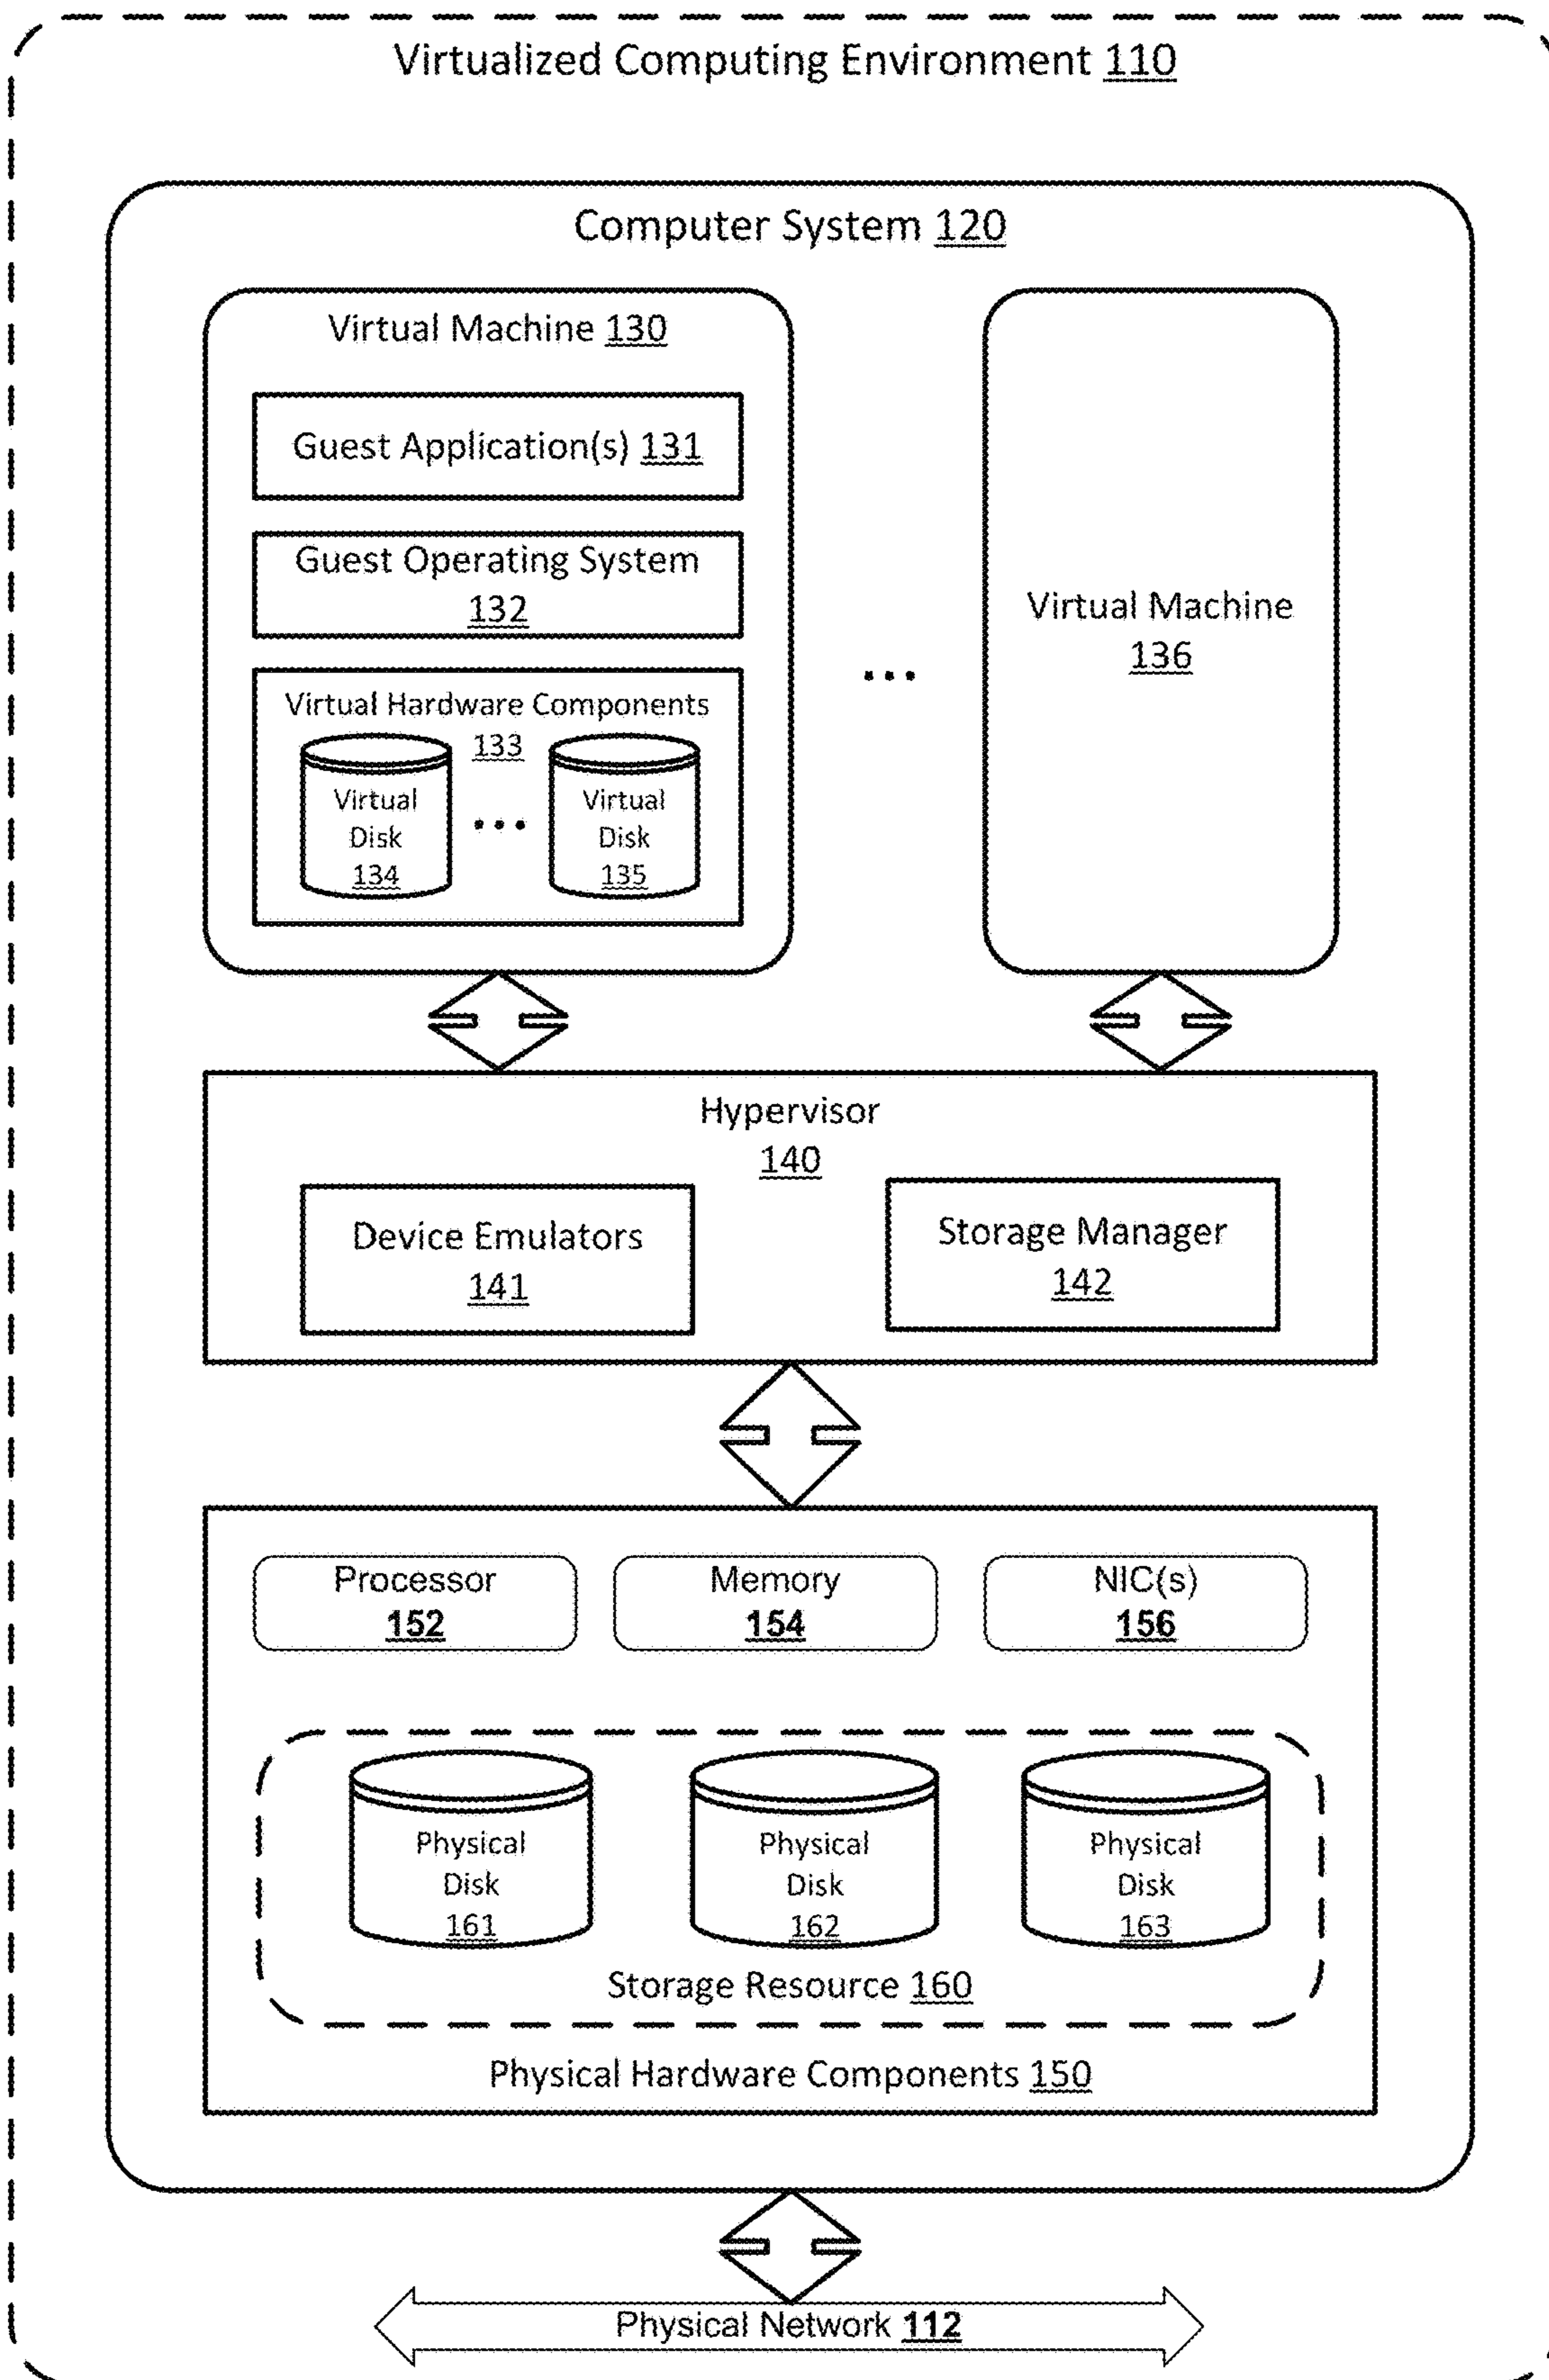 Virtualized Computing Environment 110
Computer System 120
Virtual Machine 130
Guest Application(s) 131
Guest Operating System
132
Virtual Hardware Components
133
Virtual
Disk
134
...
Virtual
Disk
135
...
Virtual Machine
136
Hypervisor
140
Device Emulators
141
Storage Manager
142
Processor
152
Memory
154
NIC(s)
156
Physical
Disk
161
Physical
Disk
162
Physical
Disk
163
Storage Resource 160
Physical Hardware Components 150
Physical Network 112